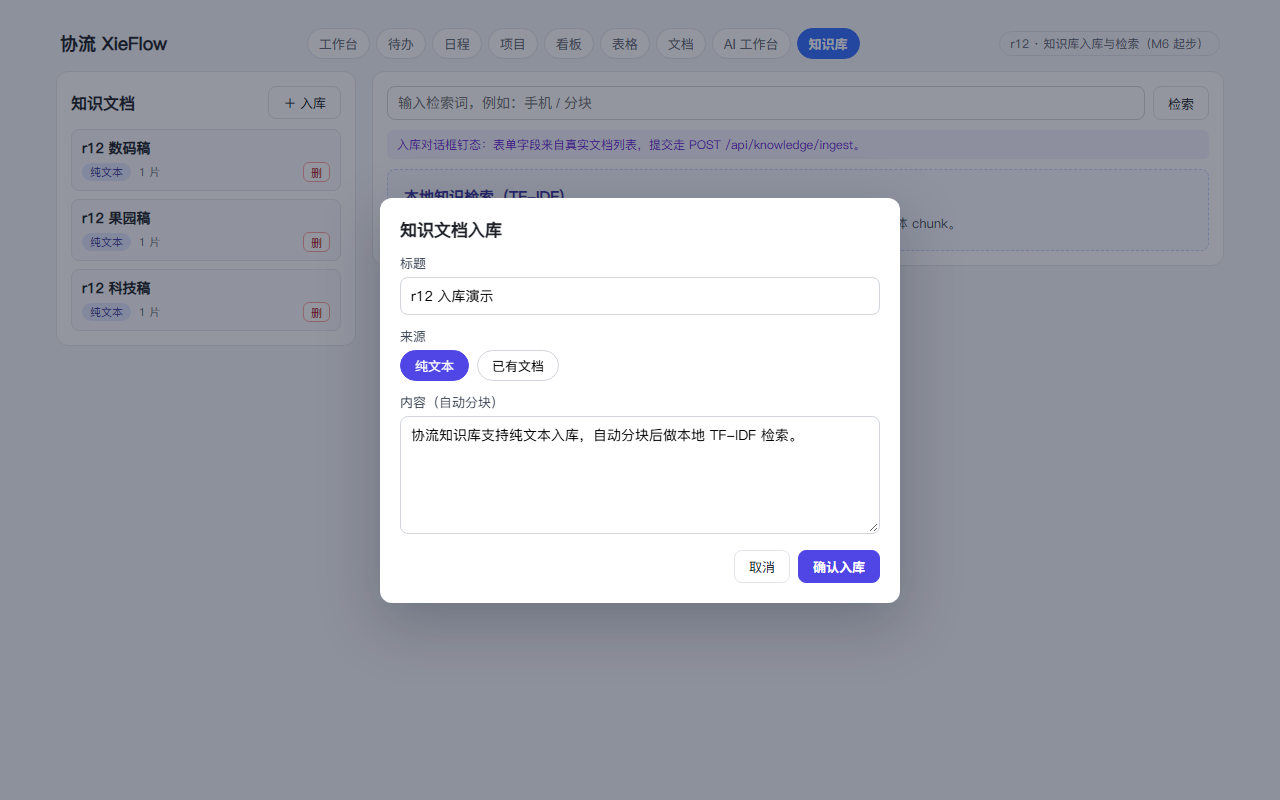 协流 XieFlow
工作台
待办
日程
项目
看板
表格
文档
AI 工作台
知识库
r12 · 知识库入库与检索（M6 起步）
知识文档
＋ 入库
r12 数码稿
纯文本
1 片
删
r12 果园稿
纯文本
1 片
删
r12 科技稿
纯文本
1 片
删
输入检索词，例如：手机 / 分块
检索
入库对话框钉态：表单字段来自真实文档列表，提交走 POST /api/knowledge/ingest。
本地知识检索（TF-IDF）
体 chunk。
知识文档入库
标题
r12 入库演示
来源
纯文本
已有文档
内容（自动分块）
协流知识库支持纯文本入库，自动分块后做本地 TF-IDF 检索。
取消
确认入库